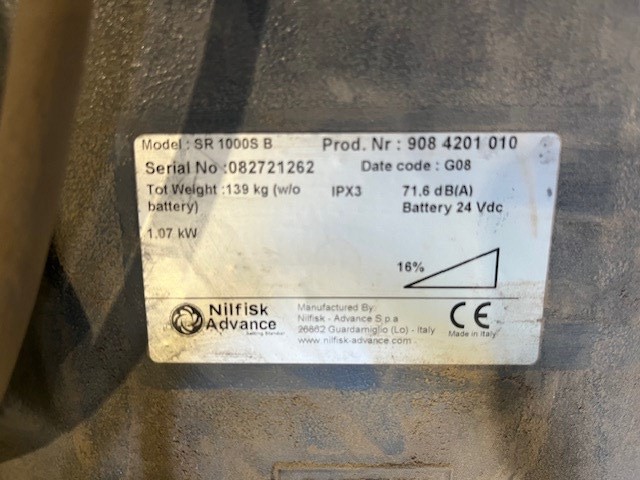 Model : SR 1000S B Prod. Nr : 908 4201 010
Serial No :082721262 Date code : G08
Tot Weight :139 kg (w/o battery) IPX3 71.6 dB(A)
Battery 24 Vdc
1.07 kW
16%
Nilfisk
Advance
Setting Standards
Manufactured By:
Nilfisk - Advance S.p.a
26862 Guardamiglio (Lo) - Italy
www.nilfisk-advance.com
CE
Made in Italy